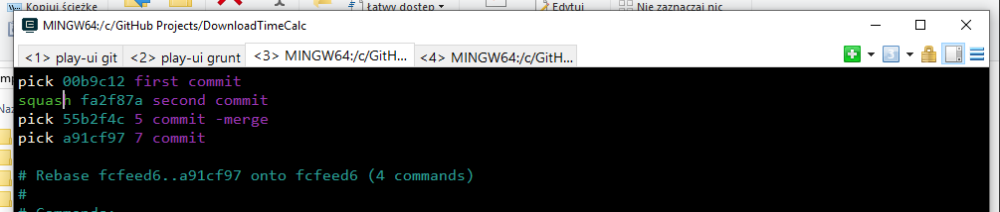 Kopiuj ścieżkę
Łatwy dostęp
Edytuj
Nie zaznaczaj nic
MINGW64:/c/GitHub Projects/DownloadTimeCalc
<1> play-ui git <2> play-ui grunt <3> MINGW64:/c/GitH... <4> MINGW64:/c/GitH...
pick 00b9c12 first commit
squash fa2f87a second commit
pick 55b2f4c 5 commit -merge
pick a91cf97 7 commit
# Rebase fcfeed6..a91cf97 onto fcfeed6 (4 commands)
#
# Commands: